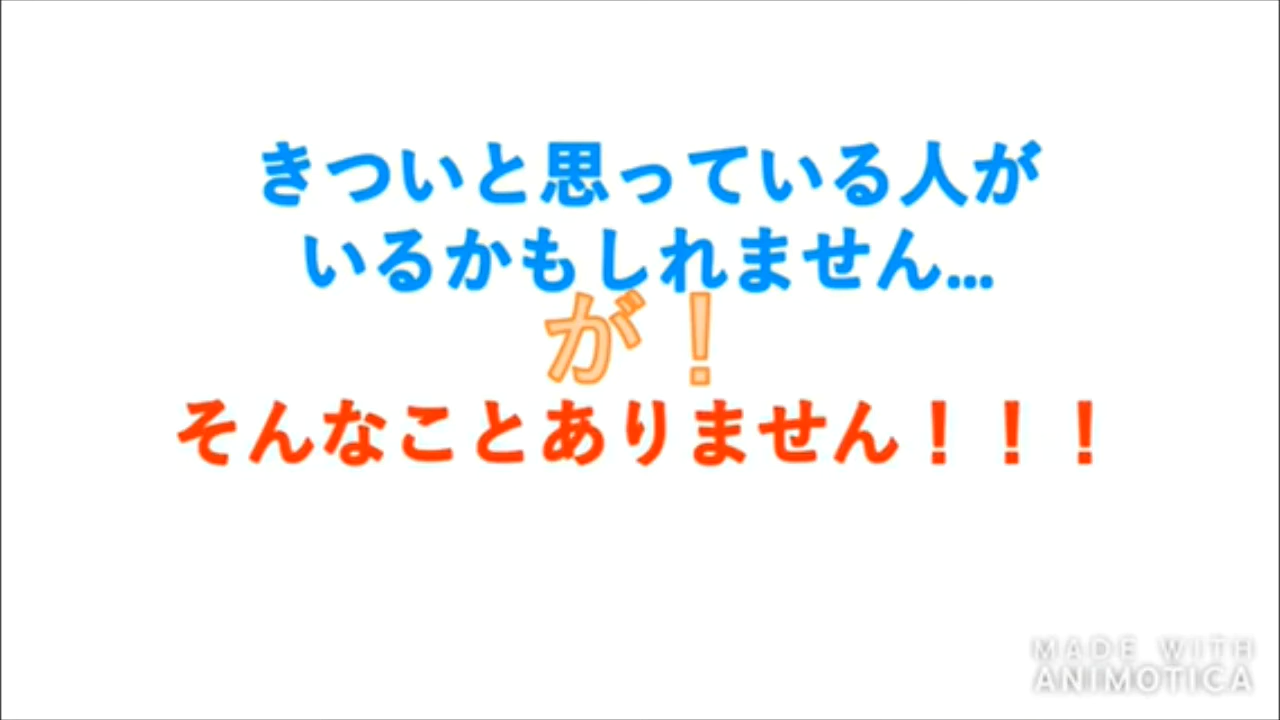 きついと思っている人が
いるかもしれません...
が！
そんなことありません！！！
MADE WITH
ANIMOTICA